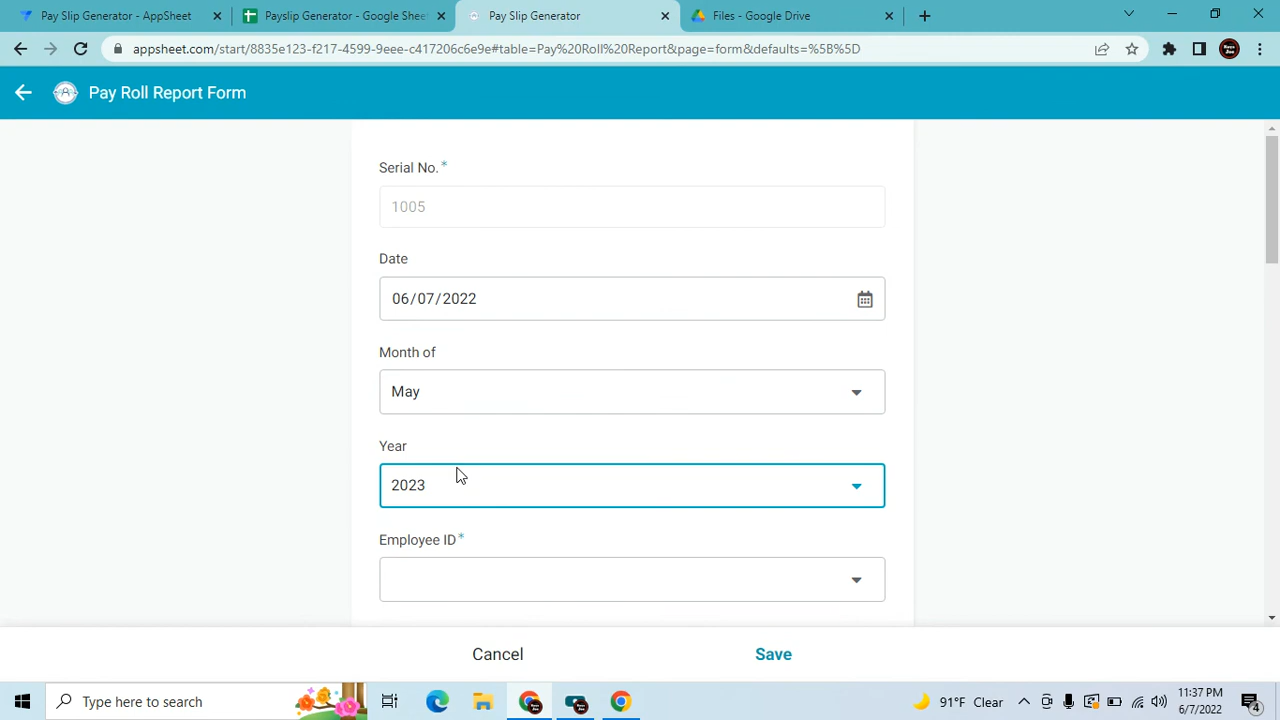 Pay Slip Generator - AppSheet
Payslip Generator - Google Shee
Pay Slip Generator
Files - Google Drive
appsheet.com/start/8835e123-f217-4599-9eee-c417206c6e9e#table=Pay%20Roll%20Report&page=form&defaults=%5B%5D
Pay Roll Report Form
Serial No.*
1005
Date
06/07/2022
Month of
May
Year
2023
Employee ID*
Cancel
Save
Type here to search
91°F Clear
11:37 PM
6/7/2022
4